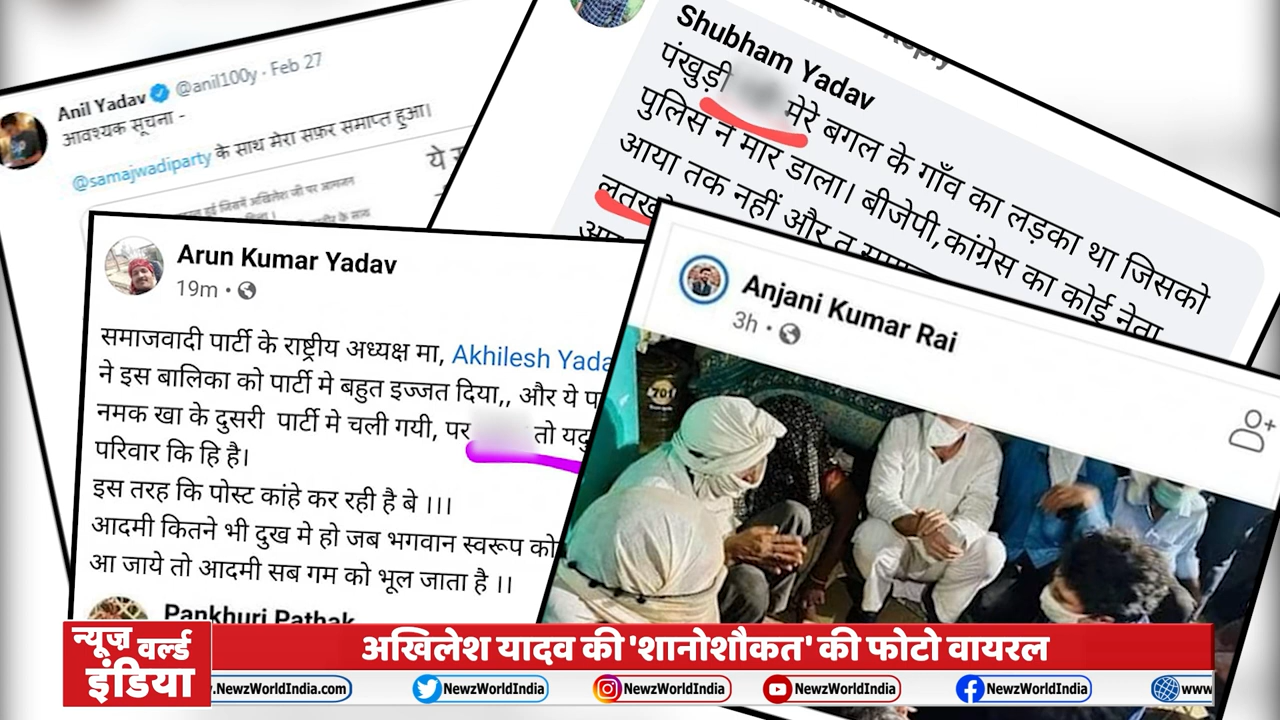 Anil Yadav @anil100y · Feb 27
आवश्यक सूचना -
@samajwadiparty के साथ मेरा सफ़र समाप्त हुआ।
Reply
Shubham Yadav
पंखुड़ी मेरे बगल के गाँव का लड़का था जिसको
पुलिस ने मार डाला। बीजेपी,कांग्रेस का कोई नेता
आया तक नहीं और तू
Arun Kumar Yadav
19m ·
समाजवादी पार्टी के राष्ट्रीय अध्यक्ष मा, Akhilesh Yada
ने इस बालिका को पार्टी मे बहुत इज्जत दिया,, और ये प
नमक खा के दुसरी पार्टी मे चली गयी, पर तो यदु
परिवार कि हि है।
इस तरह कि पोस्ट कांहे कर रही है बे ।।।
आदमी कितने भी दुख मे हो जब भगवान स्वरूप को
आ जाये तो आदमी सब गम को भूल जाता है ।।
Pankhuri Pathak
Anjani Kumar Rai
3h ·
701
न्यूज़ वर्ल्ड इंडिया
अखिलेश यादव की 'शानोशौकत' की फोटो वायरल
.NewzWorldIndia.com NewzWorldIndia NewzWorldIndia NewzWorldIndia NewzWorldIndia www